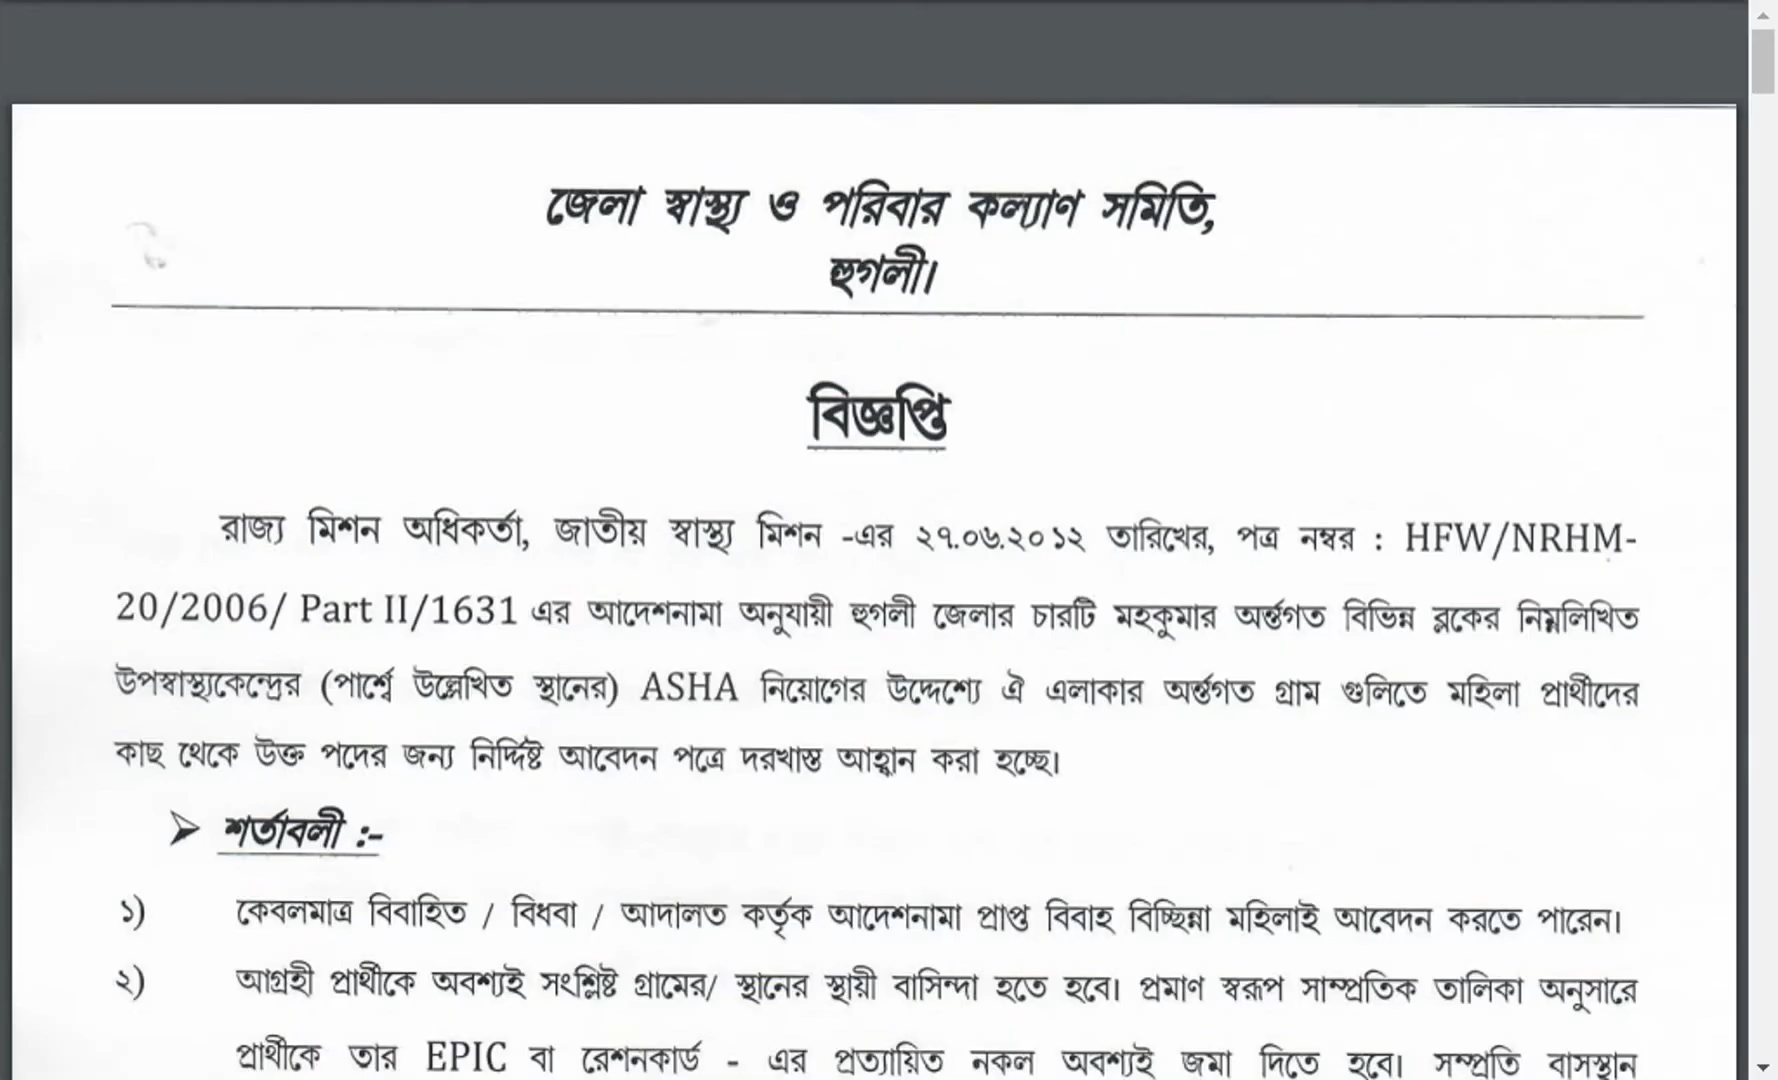 জেলা স্বাস্থ্য ও পরিবার কল্যাণ সমিতি,
হুগলী।
বিজ্ঞপ্তি
রাজ্য মিশন অধিকর্তা, জাতীয় স্বাস্থ্য মিশন -এর ২৭.০৬.২০১২ তারিখের, পত্র নম্বর : HFW/NRHM-
20/2006/ Part II/1631 এর আদেশনামা অনুযায়ী হুগলী জেলার চারটি মহকুমার অর্ন্তগত বিভিন্ন ব্লকের নিম্নলিখিত
উপস্বাস্থ্যকেন্দ্রের (পার্শ্বে উল্লেখিত স্থানের) ASHA নিয়োগের উদ্দেশ্যে ঐ এলাকার অর্ন্তগত গ্রাম গুলিতে মহিলা প্রার্থীদের
কাছ থেকে উক্ত পদের জন্য নির্দ্দিষ্ট আবেদন পত্রে দরখাস্ত আহ্বান করা হচ্ছে।
➢ শর্তাবলী :-
১) কেবলমাত্র বিবাহিত / বিধবা / আদালত কর্তৃক আদেশনামা প্রাপ্ত বিবাহ বিচ্ছিন্না মহিলাই আবেদন করতে পারেন।
২) আগ্রহী প্রার্থীকে অবশ্যই সংশ্লিষ্ট গ্রামের/ স্থানের স্থায়ী বাসিন্দা হতে হবে। প্রমাণ স্বরূপ সাম্প্রতিক তালিকা অনুসারে
প্রার্থীকে তার EPIC বা রেশনকার্ড - এর প্রত্যায়িত নকল অবশ্যই জমা দিতে হবে। সম্প্রতি বাসস্থান